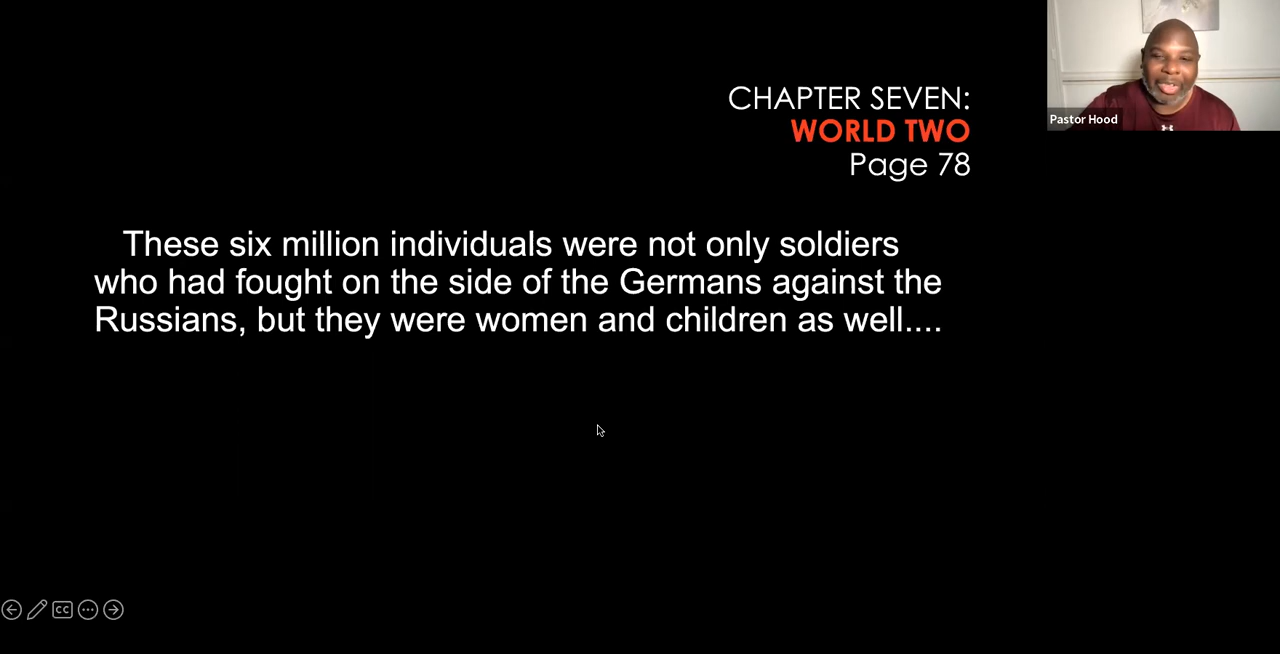 CHAPTER SEVEN:
WORLD TWO
Page 78
Pastor Hood
These six million individuals were not only soldiers
who had fought on the side of the Germans against the
Russians, but they were women and children as well....
CC